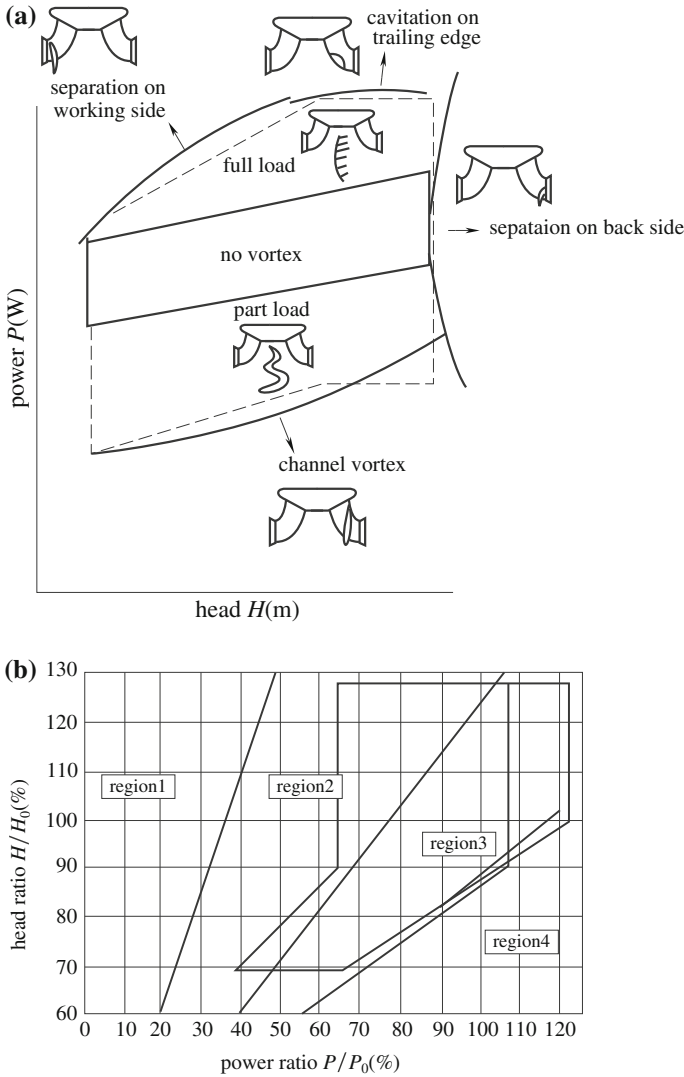 (a)
cavitation on
trailing edge
separation on
working side
full load
sepataion on back side
no vortex
part load
channel vortex
power P(W)
head H(m)
(b)
130
120
110
100
90
80
70
60
region1
region2
region3
region4
0 10 20 30 40 50 60 70 80 90 100 110 120
head ratio H/H₀(%)
power ratio P/P₀(%)